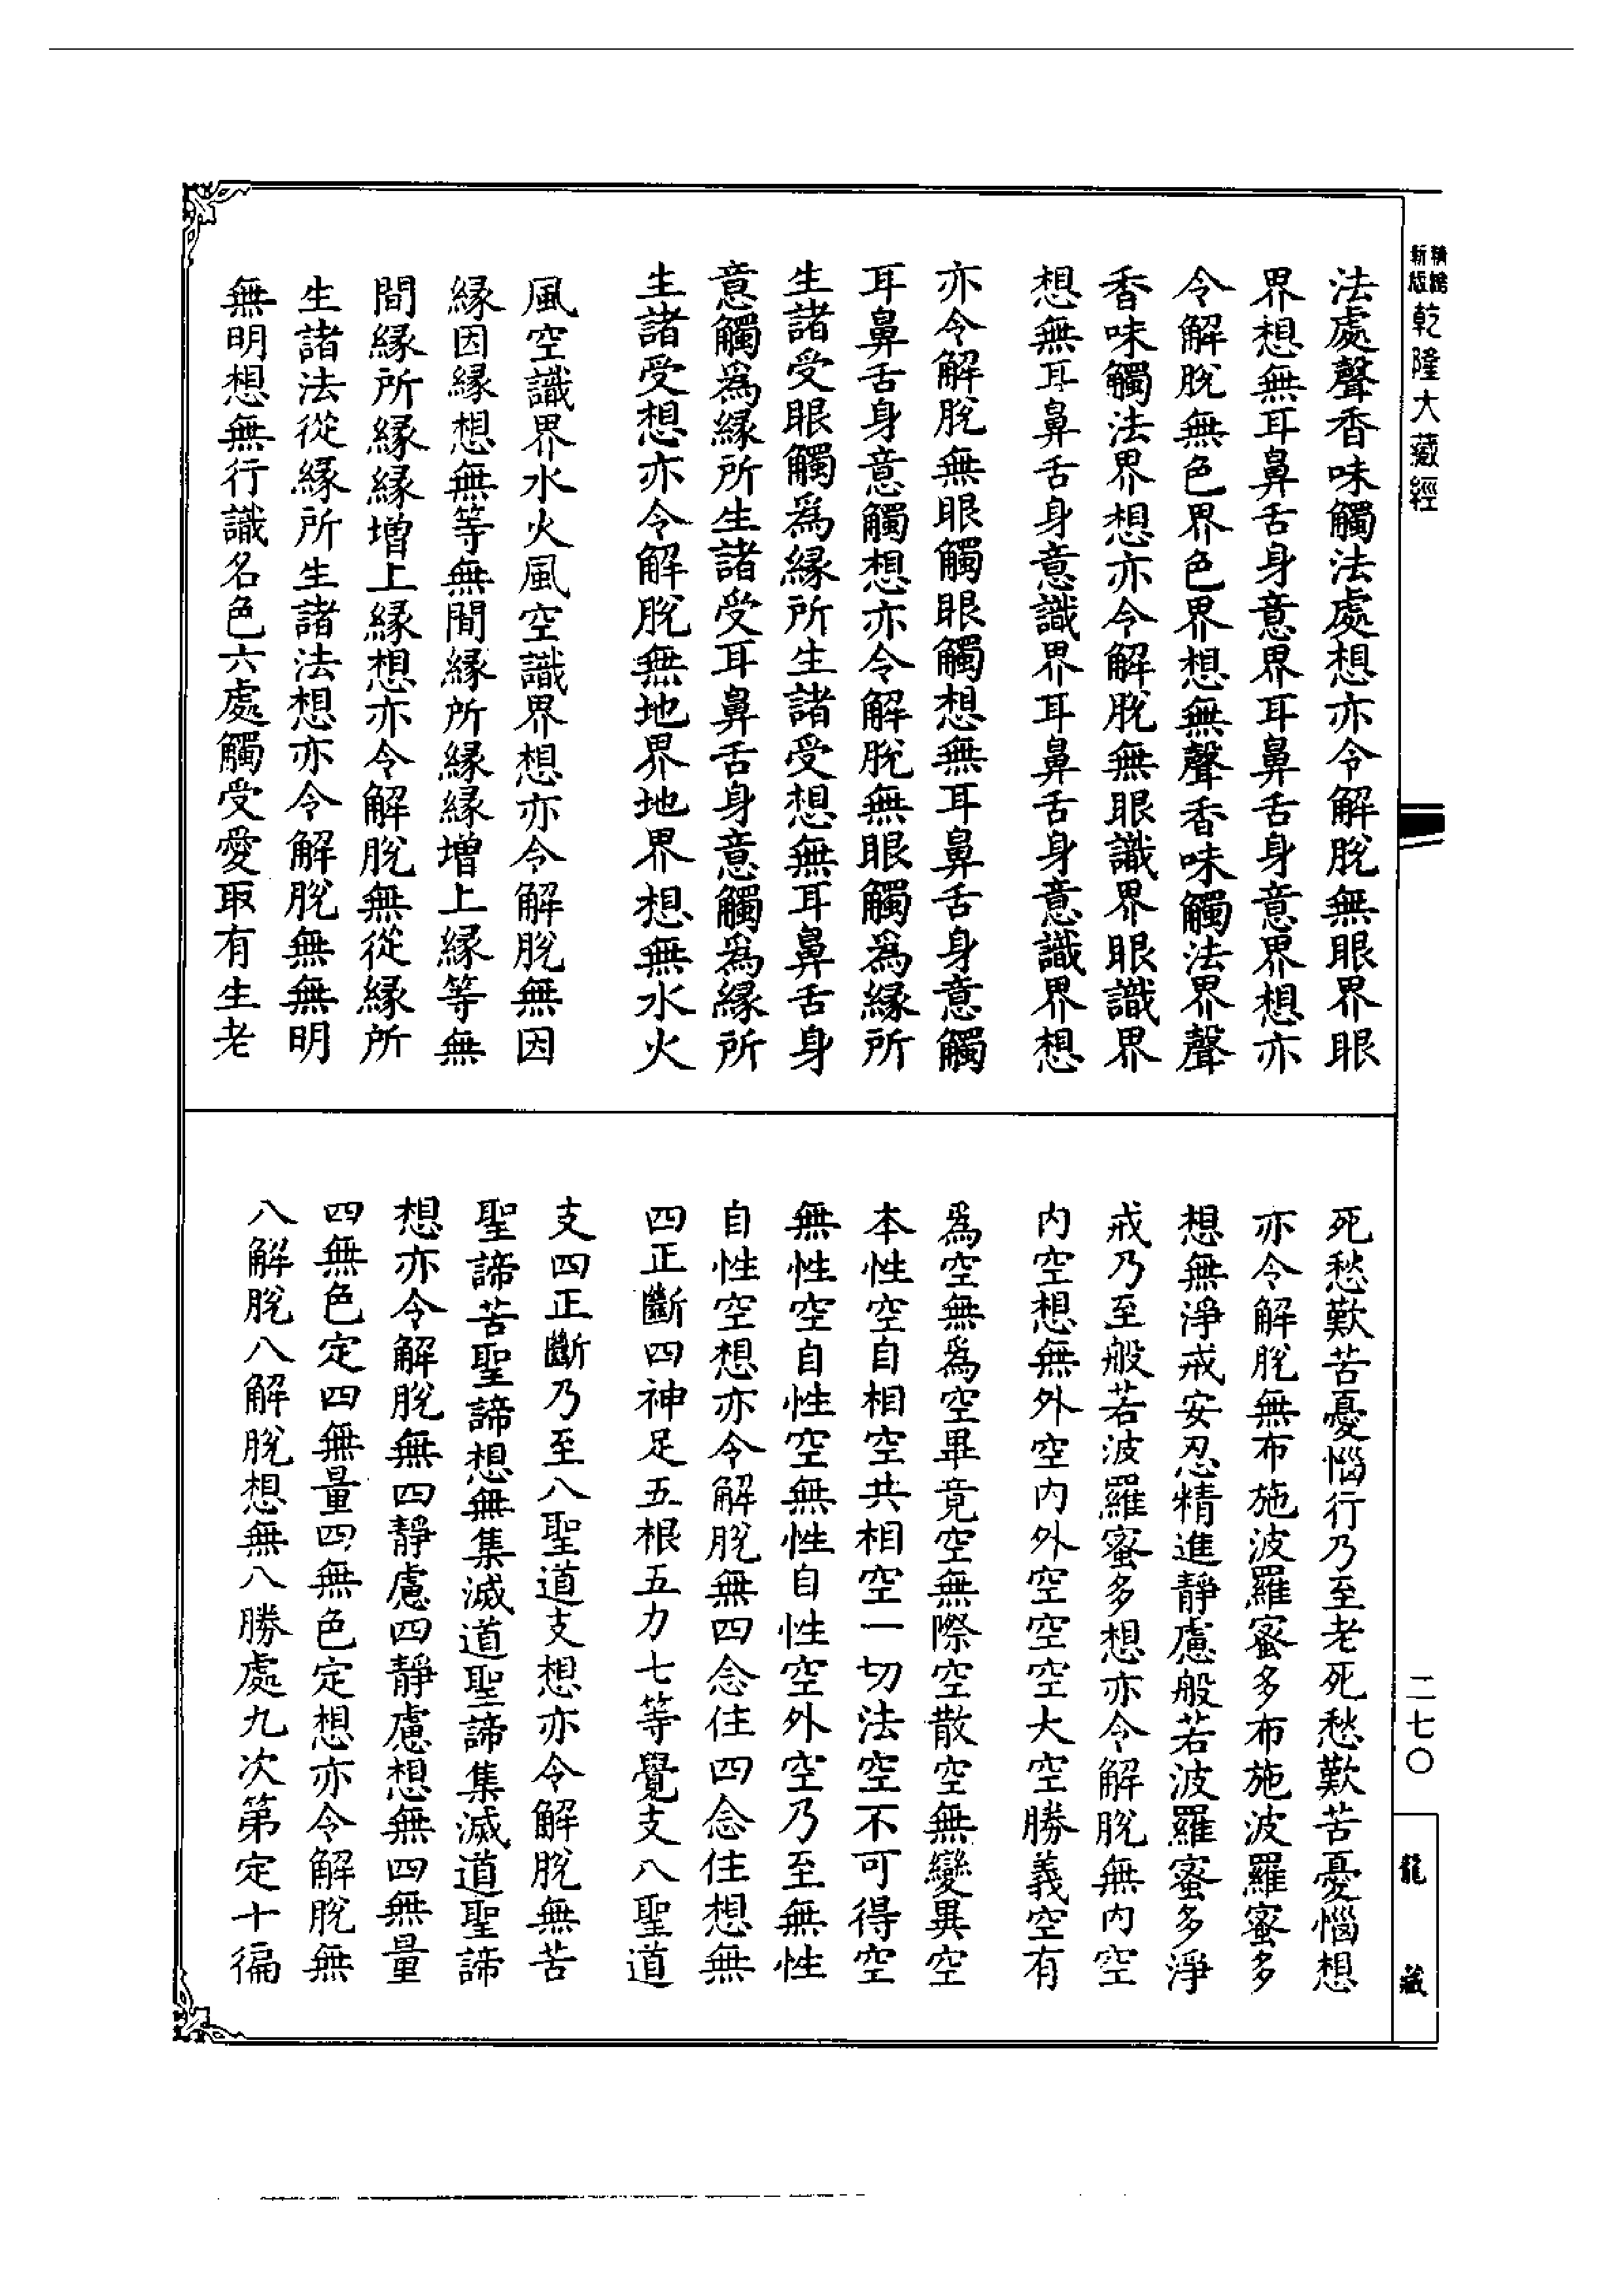 精縮
新版
乾隆大藏經
法處聲香味觸法處想亦令解脫無眼界眼
界想無耳鼻舌身意界耳鼻舌身意界想亦
令解脫無色界色界想無聲香味觸法界聲
香味觸法界想亦令解脫無眼識界眼識界
想無耳鼻舌身意識界耳鼻舌身意識界想
亦令解脫無眼觸眼觸想無耳鼻舌身意觸
耳鼻舌身意觸想亦令解脫無眼觸為緣所
生諸受眼觸為緣所生諸受想無耳鼻舌身
意觸為緣所生諸受耳鼻舌身意觸為緣所
生諸受想亦令解脫無地界地界想無水火
風空識界水火風空識界想亦令解脫無因
緣因緣想無等無間緣所緣緣增上緣等無
間緣所緣緣增上緣想亦令解脫無從緣所
生諸法從緣所生諸法想亦令解脫無無明
無明想無行識名色六處觸受愛取有生老
死愁歎苦憂惱行乃至老死愁歎苦憂惱想
亦令解脫無布施波羅蜜多布施波羅蜜多
想無淨戒安忍精進靜慮般若波羅蜜多淨
戒乃至般若波羅蜜多想亦令解脫無內空
內空想無外空內外空空空大空勝義空有
為空無為空畢竟空無際空散空無變異空
本性空自相空共相空一切法空不可得空
無性空自性空無性自性空外空乃至無性
自性空想亦令解脫無四念住四念住想無
四正斷四神足五根五力七等覺支八聖道
支四正斷乃至八聖道支想亦令解脫無苦
聖諦苦聖諦想無集滅道聖諦集滅道聖諦
想亦令解脫無四靜慮四靜慮想無四無量
四無色定四無量四無色定想亦令解脫無
八解脫八解脫想無八勝處九次第定十徧
二七〇
龍藏